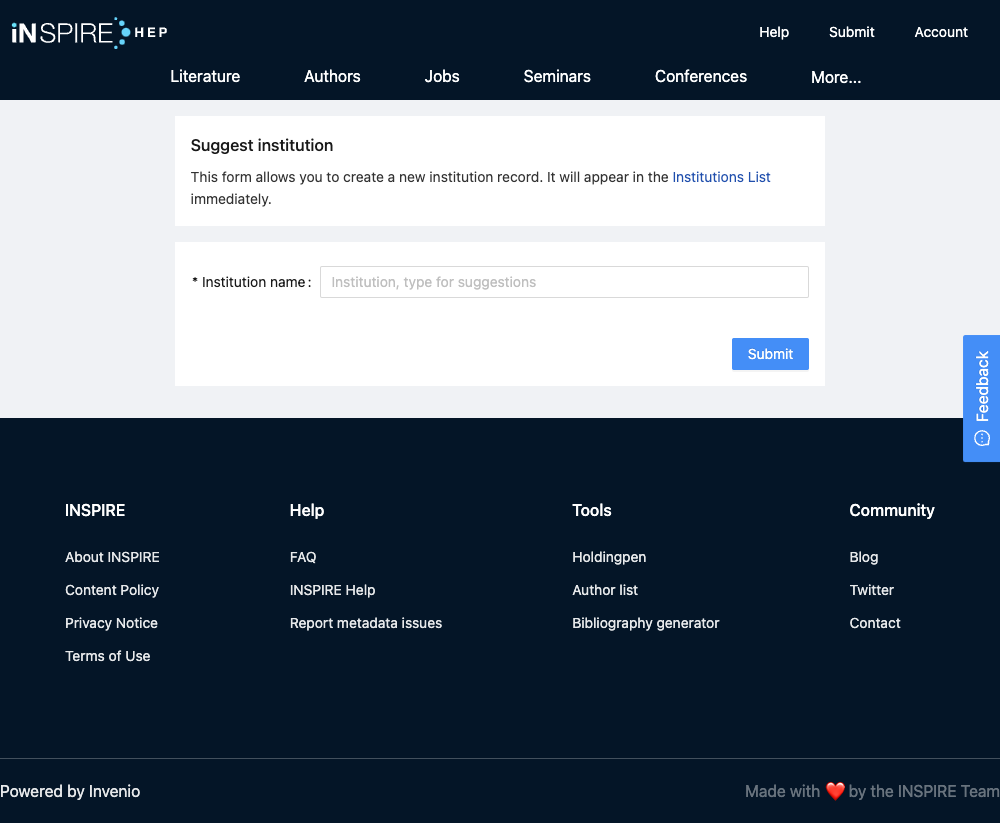 iNSPIRE HEP
Help Submit Account
Literature Authors Jobs Seminars Conferences More...
Suggest institution
This form allows you to create a new institution record. It will appear in the Institutions List
immediately.
* Institution name: Institution, type for suggestions
Submit
Feedback
INSPIRE Help Tools Community
About INSPIRE FAQ Holdingpen Blog
Content Policy INSPIRE Help Author list Twitter
Privacy Notice Report metadata issues Bibliography generator Contact
Terms of Use
Powered by Invenio Made with ❤️ by the INSPIRE Team